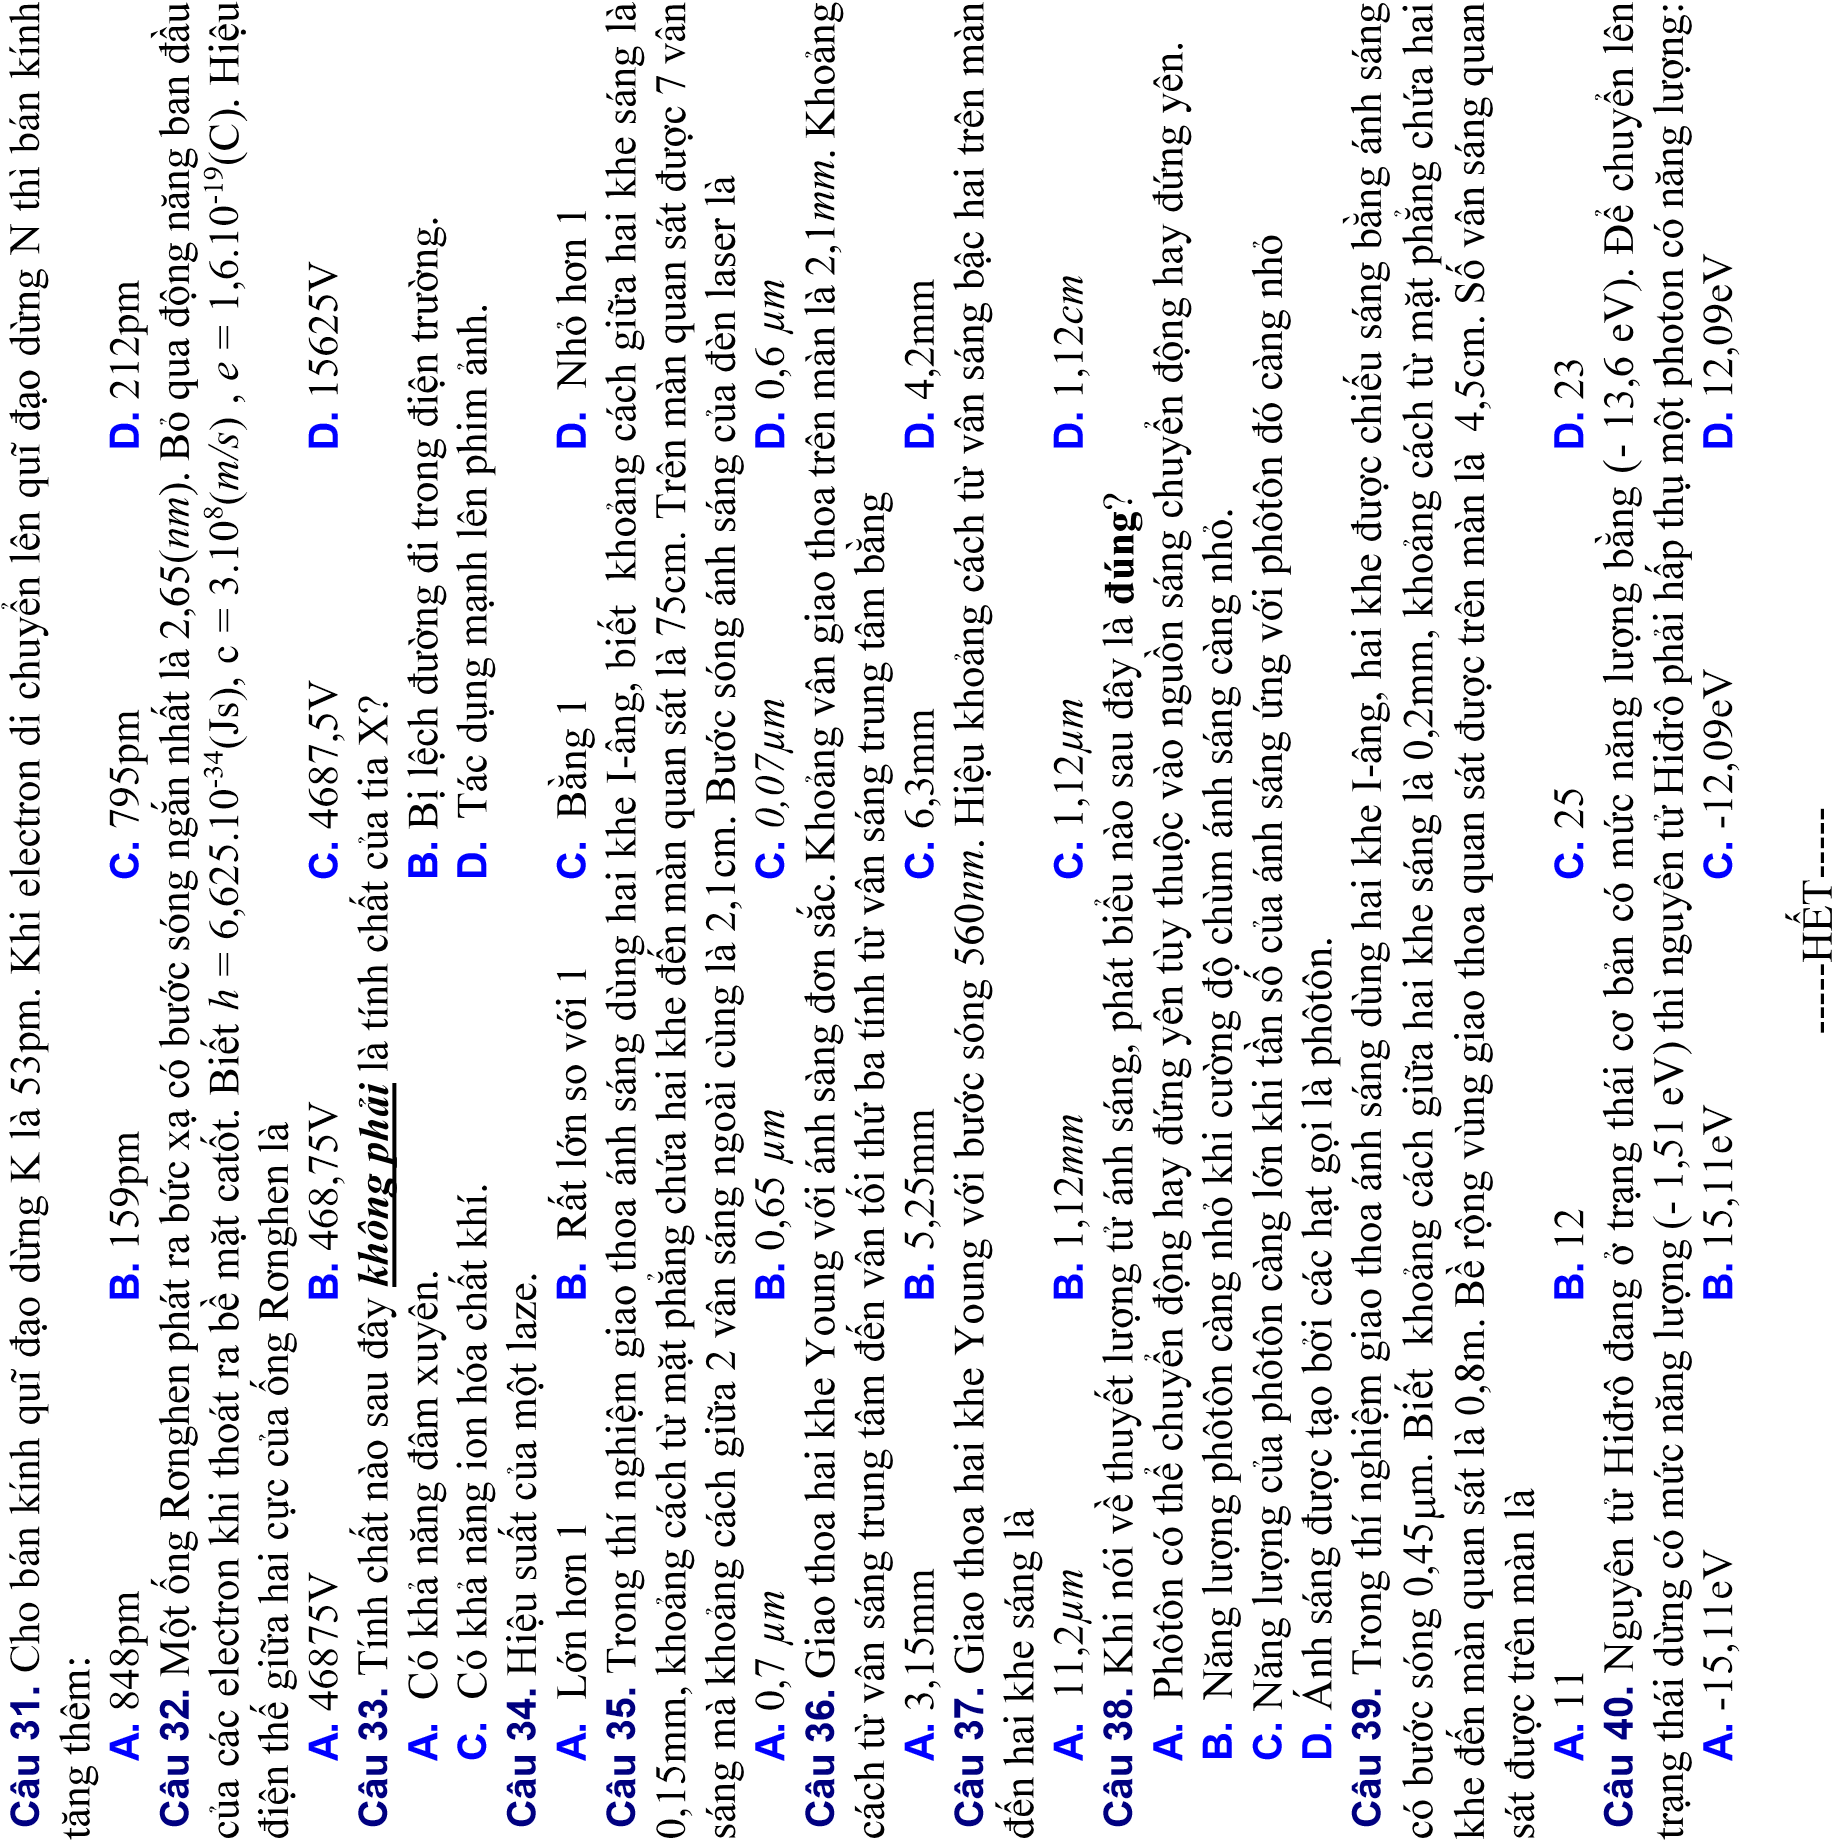 Câu 31. Cho bán kính quĩ đạo dừng K là 53pm. Khi electron di chuyển lên quĩ đạo dừng N thì bán kính
tăng thêm:
A. 848pm B. 159pm C. 795pm D. 212pm
Câu 32. Một ống Rơnghen phát ra bức xạ có bước sóng ngắn nhất là 2,65(nm). Bỏ qua động năng ban đầu
của các electron khi thoát ra bề mặt catôt. Biết h = 6,625.10⁻³⁴(Js), c = 3.10⁸(m/s) , e = 1,6.10⁻¹⁹(C). Hiệu
điện thế giữa hai cực của ống Rơnghen là
A. 46875V B. 468,75V C. 4687,5V D. 15625V
Câu 33. Tính chất nào sau đây không phải là tính chất của tia X?
A. Có khả năng đâm xuyên. B. Bị lệch đường đi trong điện trường.
C. Có khả năng ion hóa chất khí. D. Tác dụng mạnh lên phim ảnh.
Câu 34. Hiệu suất của một laze.
A. Lớn hơn 1 B. Rất lớn so với 1 C. Bằng 1 D. Nhỏ hơn 1
Câu 35. Trong thí nghiệm giao thoa ánh sáng dùng hai khe I-âng, biết khoảng cách giữa hai khe sáng là
0,15mm, khoảng cách từ mặt phẳng chứa hai khe đến màn quan sát là 75cm. Trên màn quan sát được 7 vân
sáng mà khoảng cách giữa 2 vân sáng ngoài cùng là 2,1cm. Bước sóng ánh sáng của đèn laser là
A. 0,7 μm B. 0,65 μm C. 0,07μm D. 0,6 μm
Câu 36. Giao thoa hai khe Young với ánh sàng đơn sắc. Khoảng vân giao thoa trên màn là 2,1mm. Khoảng
cách từ vân sáng trung tâm đến vân tối thứ ba tính từ vân sáng trung tâm bằng
A. 3,15mm B. 5,25mm C. 6,3mm D. 4,2mm
Câu 37. Giao thoa hai khe Young với bước sóng 560nm. Hiệu khoảng cách từ vân sáng bậc hai trên màn
đến hai khe sáng là
A. 11,2μm B. 1,12mm C. 1,12μm D. 1,12cm
Câu 38. Khi nói về thuyết lượng tử ánh sáng, phát biểu nào sau đây là đúng?
A. Phôtôn có thể chuyển động hay đứng yên tùy thuộc vào nguồn sáng chuyển động hay đứng yên.
B. Năng lượng phôtôn càng nhỏ khi cường độ chùm ánh sáng càng nhỏ.
C. Năng lượng của phôtôn càng lớn khi tần số của ánh sáng ứng với phôtôn đó càng nhỏ
D. Ánh sáng được tạo bởi các hạt gọi là phôtôn.
Câu 39. Trong thí nghiệm giao thoa ánh sáng dùng hai khe I-âng, hai khe được chiếu sáng bằng ánh sáng
có bước sóng 0,45μm. Biết khoảng cách giữa hai khe sáng là 0,2mm, khoảng cách từ mặt phẳng chứa hai
khe đến màn quan sát là 0,8m. Bề rộng vùng giao thoa quan sát được trên màn là 4,5cm. Số vân sáng quan
sát được trên màn là
A. 11 B. 12 C. 25 D. 23
Câu 40. Nguyên tử Hiđrô đang ở trạng thái cơ bản có mức năng lượng bằng (- 13,6 eV). Để chuyển lên
trạng thái dừng có mức năng lượng (- 1,51 eV) thì nguyên tử Hiđrô phải hấp thụ một photon có năng lượng:
A. -15,11eV B. 15,11eV C. -12,09eV D. 12,09eV
-----HẾT-----